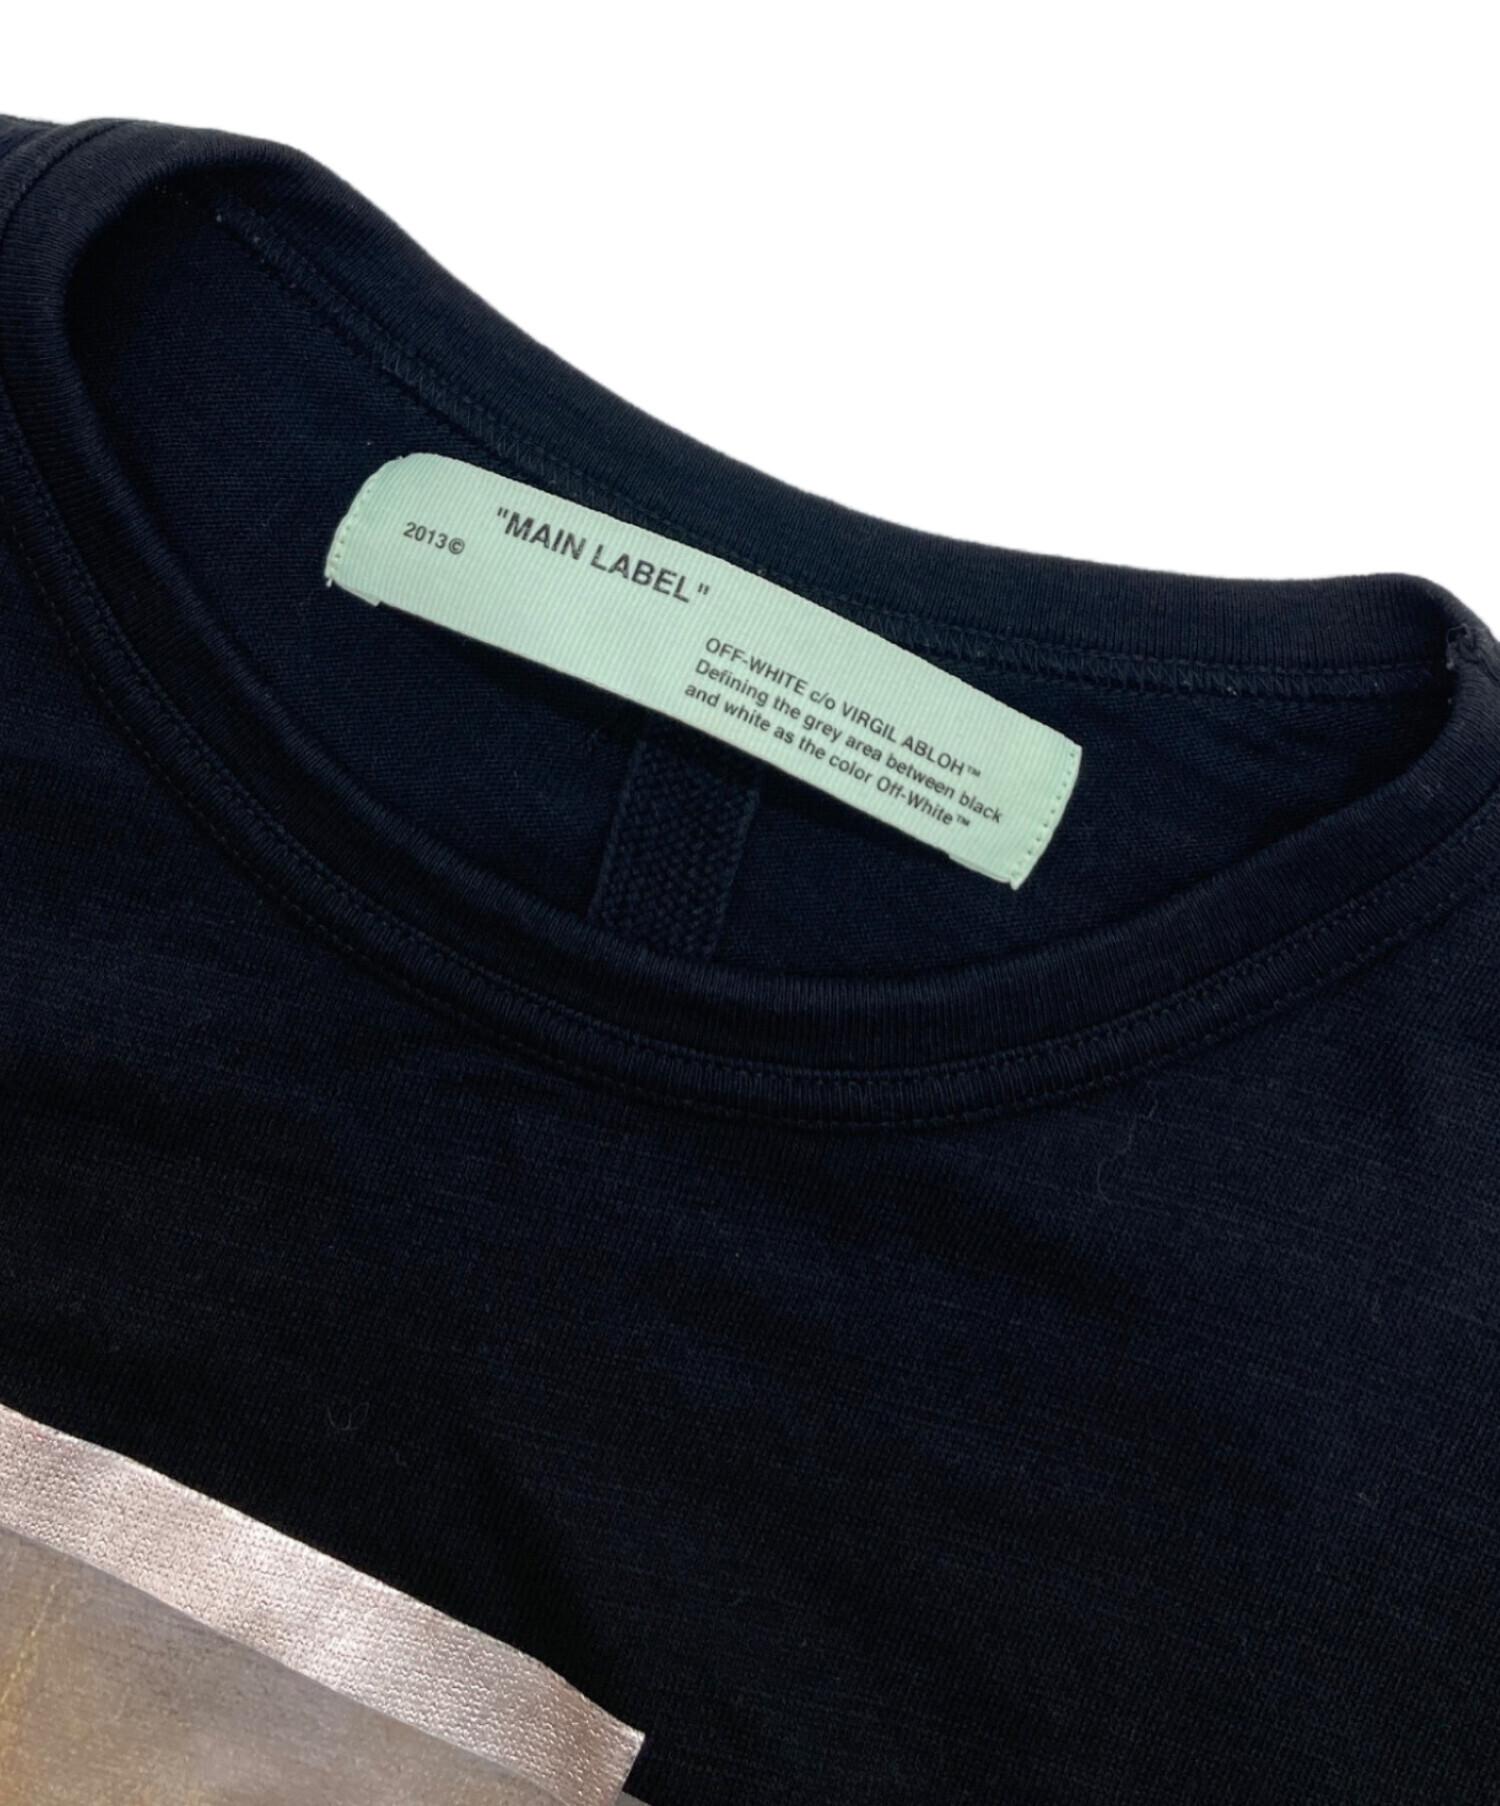 2013©
"MAIN LABEL"
OFF-WHITE c/o VIRGIL ABLOH™
Defining the grey area between black
and white as the color Off-White™